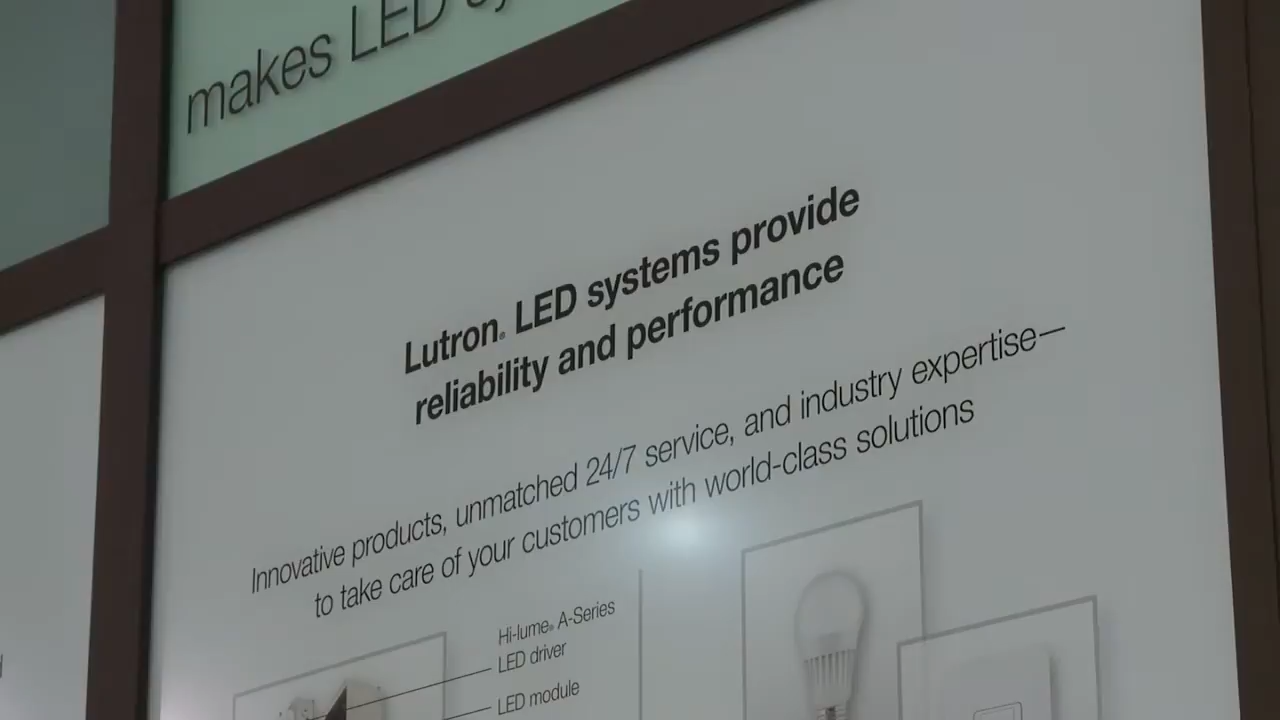 makes LED
Lutron® LED systems provide
reliability and performance
Innovative products, unmatched 24/7 service, and industry expertise—
to take care of your customers with world-class solutions
Hi-lume® A-Series
LED driver
LED module